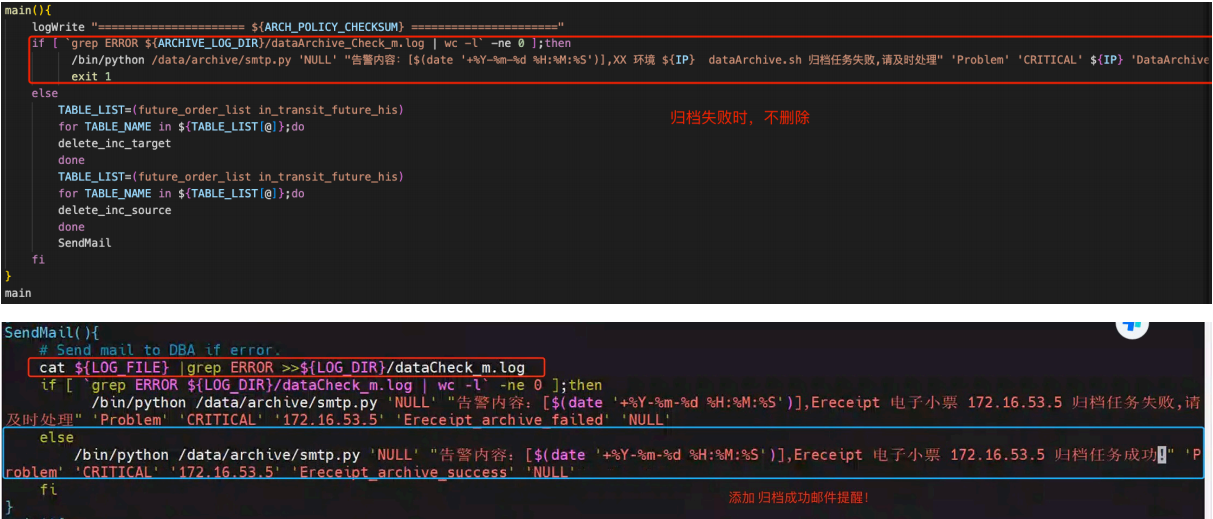 main(){
logWrite "====================== ${ARCH_POLICY_CHECKSUM} ======================"
if [ `grep ERROR ${ARCHIVE_LOG_DIR}/dataArchive_Check_m.log | wc -l` -ne 0 ];then
/bin/python /data/archive/smtp.py 'NULL' "告警内容: [$(date '+%Y-%m-%d %H:%M:%S')],XX 环境 ${IP}  dataArchive.sh 归档任务失败,请及时处理" 'Problem' 'CRITICAL' ${IP} 'DataArchive
exit 1
else
TABLE_LIST=(future_order_list in_transit_future_his)
for TABLE_NAME in ${TABLE_LIST[@]};do
归档失败时，不删除
delete_inc_target
done
TABLE_LIST=(future_order_list in_transit_future_his)
for TABLE_NAME in ${TABLE_LIST[@]};do
delete_inc_source
done
SendMail
fi
}
main
SendMail(){
# Send mail to DBA if error.
cat ${LOG_FILE} |grep ERROR >>${LOG_DIR}/dataCheck_m.log
if [ `grep ERROR ${LOG_DIR}/dataCheck_m.log | wc -l` -ne 0 ];then
/bin/python /data/archive/smtp.py 'NULL' "告警内容: [$(date '+%Y-%m-%d %H:%M:%S')],Ereceipt 电子小票 172.16.53.5 归档任务失败,请
及时处理" 'Problem' 'CRITICAL' '172.16.53.5' 'Ereceipt_archive_failed' 'NULL'
else
/bin/python /data/archive/smtp.py 'NULL' "告警内容: [$(date '+%Y-%m-%d %H:%M:%S')],Ereceipt 电子小票 172.16.53.5 归档任务成功!" 'P
roblem' 'CRITICAL' '172.16.53.5' 'Ereceipt_archive_success' 'NULL'
fi
添加 归档成功邮件提醒！
}